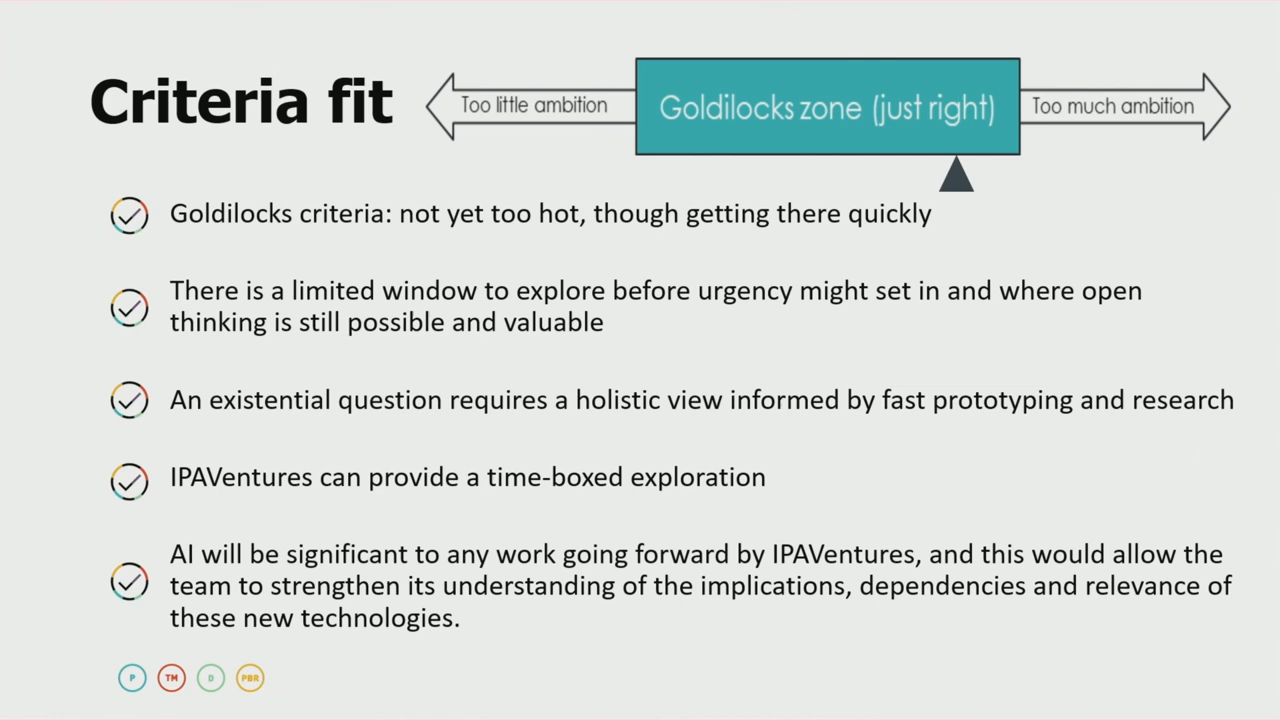 Criteria fit
Too little ambition
Goldilocks zone (just right)
Too much ambition
Goldilocks criteria: not yet too hot, though getting there quickly
There is a limited window to explore before urgency might set in and where open
thinking is still possible and valuable
An existential question requires a holistic view informed by fast prototyping and research
IPAVentures can provide a time-boxed exploration
AI will be significant to any work going forward by IPAVentures, and this would allow the
team to strengthen its understanding of the implications, dependencies and relevance of
these new technologies.
P TM D PBR